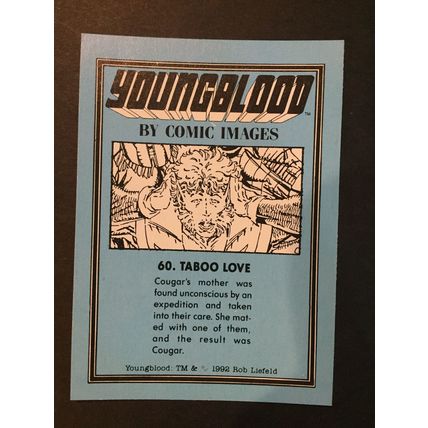 YOUNGBLOOD™
BY COMIC IMAGES
60. TABOO LOVE
Cougar's mother was
found unconscious by an
expedition and taken
into their care. She mat-
ed with one of them,
and the result was
Cougar.
Youngblood: TM & © 1992 Rob Liefeld